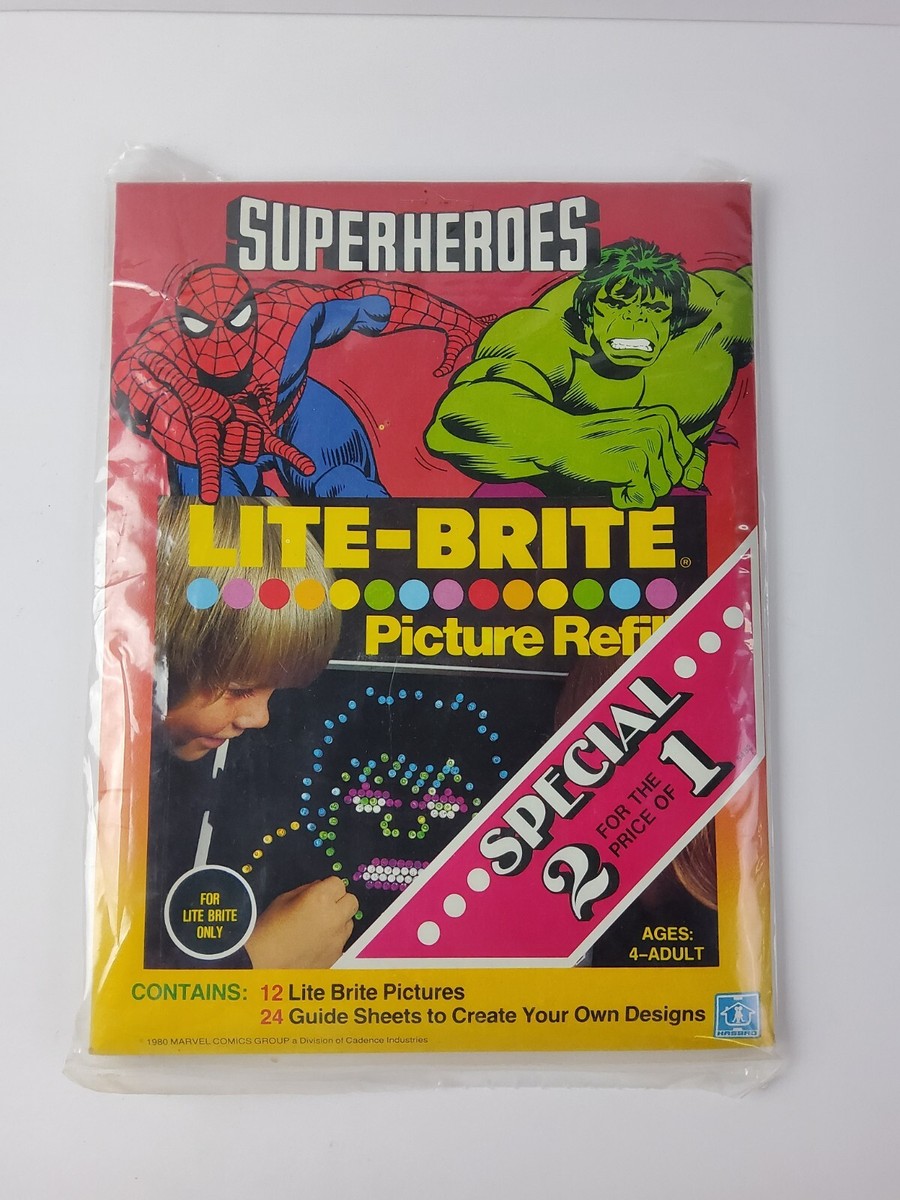 SUPERHEROES
LITE-BRITE®
Picture Refil
SPECIAL
2 FOR THE PRICE OF 1
FOR
LITE BRITE
ONLY
AGES:
4-ADULT
CONTAINS: 12 Lite Brite Pictures
24 Guide Sheets to Create Your Own Designs
HASBRO
© 1980 MARVEL COMICS GROUP a Division of Cadence Industries